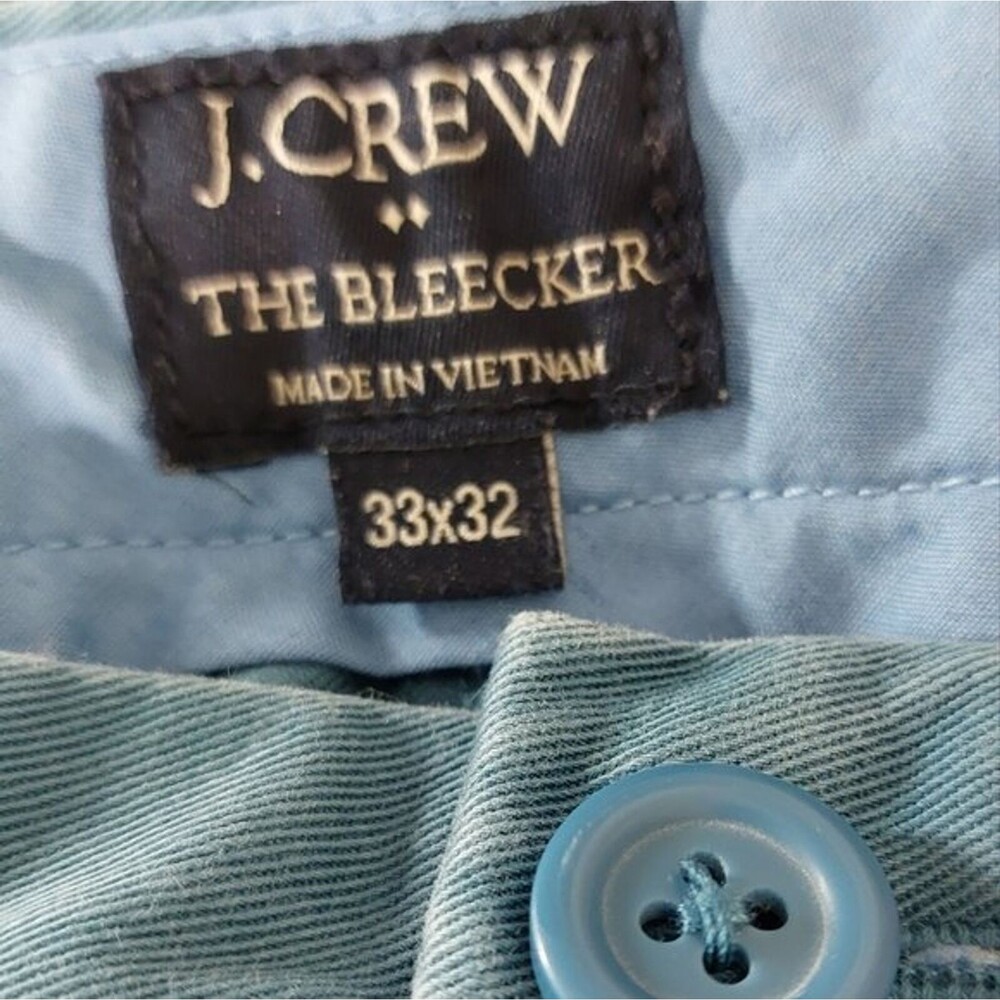 J.CREW
THE BLEECKER
MADE IN VIETNAM
33x32